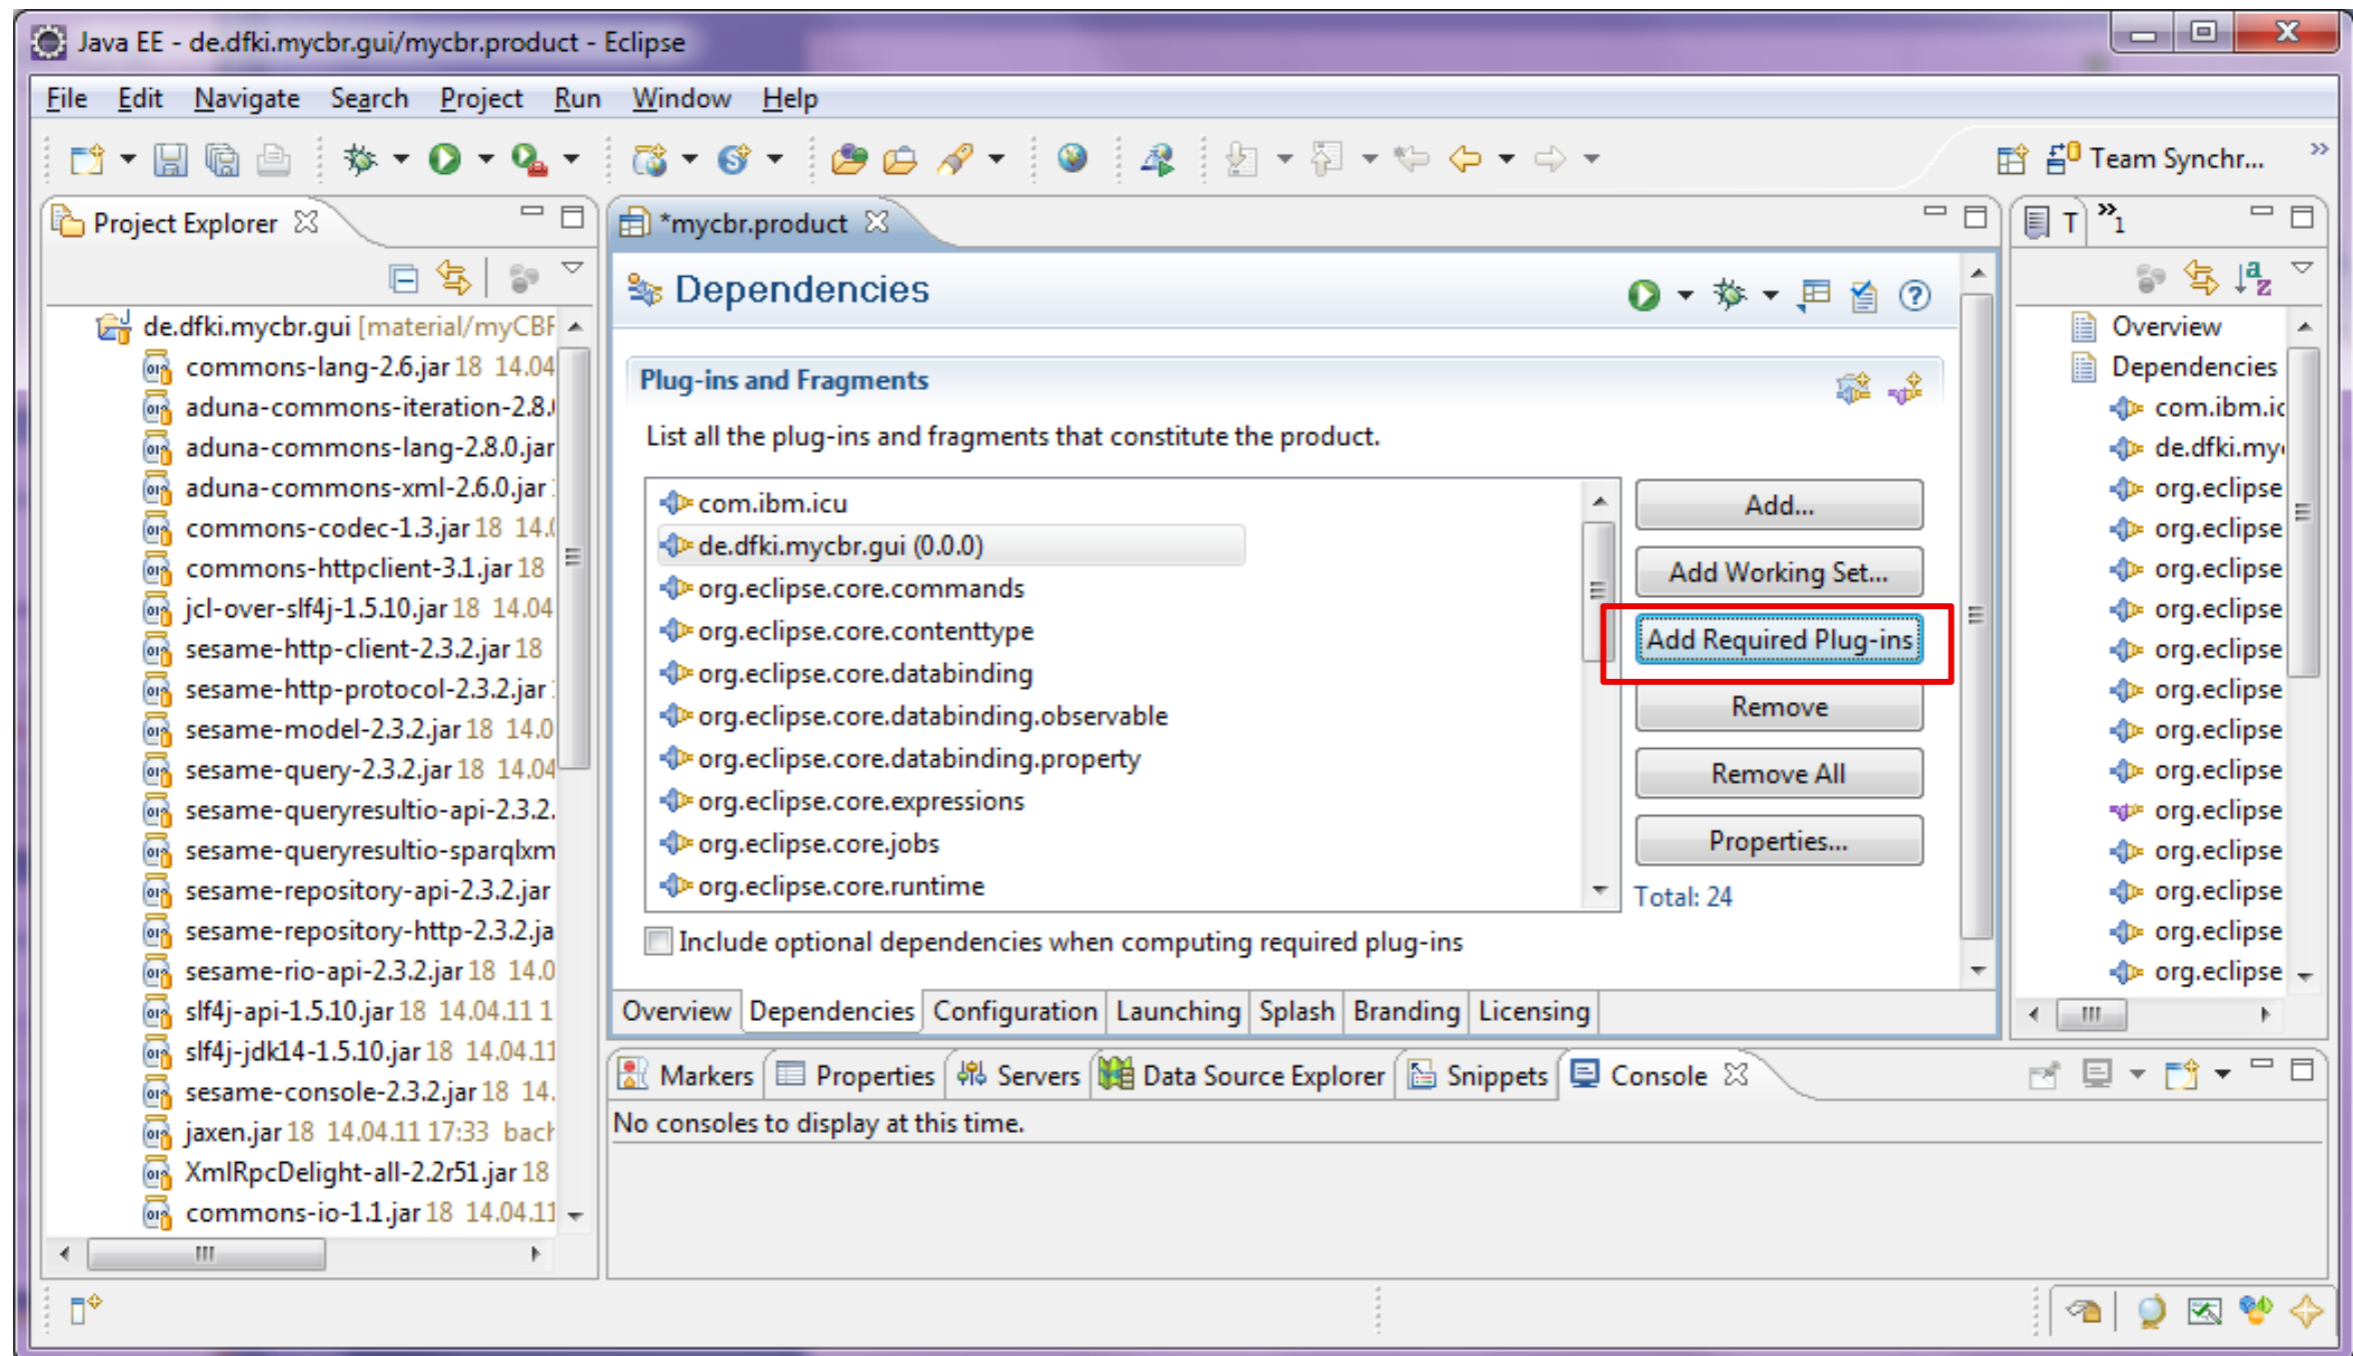 Java EE - de.dfki.mycbr.gui/mycbr.product - Eclipse
File Edit Navigate Search Project Run Window Help
Team Synchr... »
Project Explorer
de.dfki.mycbr.gui [material/myCBR
commons-lang-2.6.jar 18 14.04
aduna-commons-iteration-2.8.
aduna-commons-lang-2.8.0.jar
aduna-commons-xml-2.6.0.jar
commons-codec-1.3.jar 18 14.0
commons-httpclient-3.1.jar 18
jcl-over-slf4j-1.5.10.jar 18 14.04
sesame-http-client-2.3.2.jar 18
sesame-http-protocol-2.3.2.jar
sesame-model-2.3.2.jar 18 14.0
sesame-query-2.3.2.jar 18 14.04
sesame-queryresultio-api-2.3.2.
sesame-queryresultio-sparqlxm
sesame-repository-api-2.3.2.jar
sesame-repository-http-2.3.2.ja
sesame-rio-api-2.3.2.jar 18 14.0
slf4j-api-1.5.10.jar 18 14.04.11 1
slf4j-jdk14-1.5.10.jar 18 14.04.11
sesame-console-2.3.2.jar 18 14.
jaxen.jar 18 14.04.11 17:33 bach
XmlRpcDelight-all-2.2r51.jar 18
commons-io-1.1.jar 18 14.04.11
*mycbr.product
Dependencies
Plug-ins and Fragments
List all the plug-ins and fragments that constitute the product.
com.ibm.icu
de.dfki.mycbr.gui (0.0.0)
org.eclipse.core.commands
org.eclipse.core.contenttype
org.eclipse.core.databinding
org.eclipse.core.databinding.observable
org.eclipse.core.databinding.property
org.eclipse.core.expressions
org.eclipse.core.jobs
org.eclipse.core.runtime
Add...
Add Working Set...
Add Required Plug-ins
Remove
Remove All
Properties...
Total: 24
Include optional dependencies when computing required plug-ins
Overview Dependencies Configuration Launching Splash Branding Licensing
T »1
Overview
Dependencies
com.ibm.ic
de.dfki.my
org.eclipse
org.eclipse
org.eclipse
org.eclipse
org.eclipse
org.eclipse
org.eclipse
org.eclipse
org.eclipse
org.eclipse
org.eclipse
org.eclipse
org.eclipse
Markers Properties Servers Data Source Explorer Snippets Console
No consoles to display at this time.